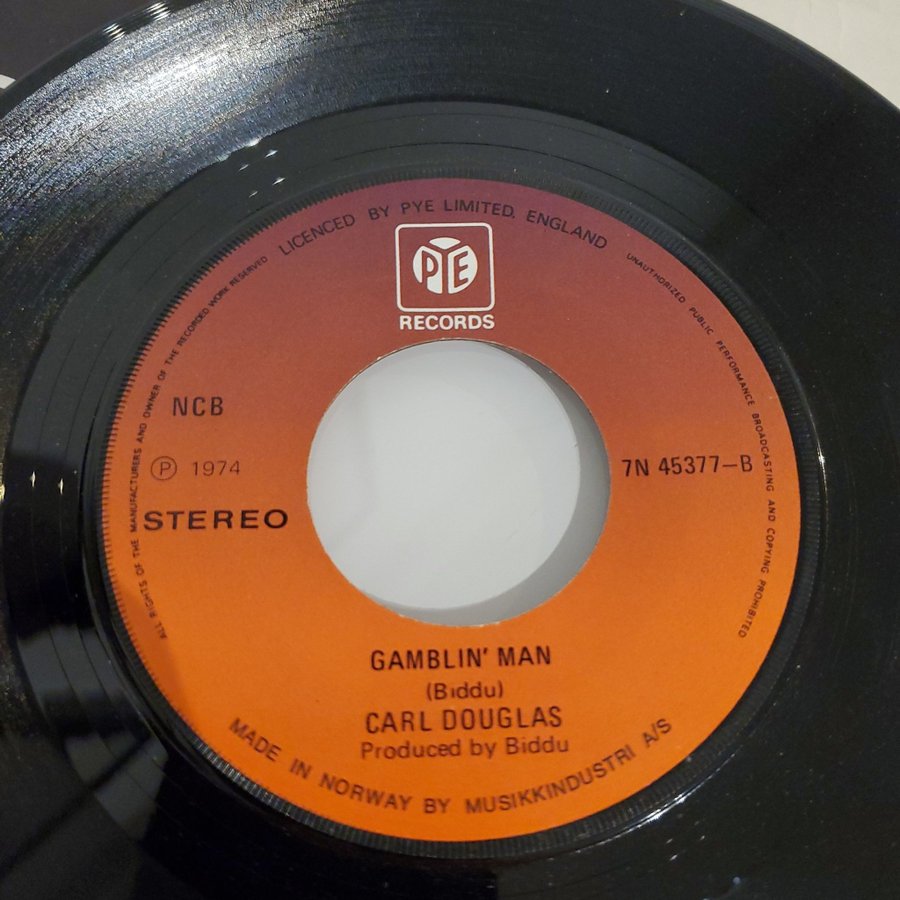 LICENCED BY PYE LIMITED, ENGLAND
UNAUTHORIZED PUBLIC PERFORMANCE BROADCASTING AND COPYING PROHIBITED
ALL RIGHTS OF THE MANUFACTURERS AND OWNER OF THE RECORDED WORK RESERVED
PYE
RECORDS
NCB
℗ 1974
STEREO
7N 45377-B
GAMBLIN' MAN
(Biddu)
CARL DOUGLAS
Produced by Biddu
MADE IN NORWAY BY MUSIKKINDUSTRI A/S